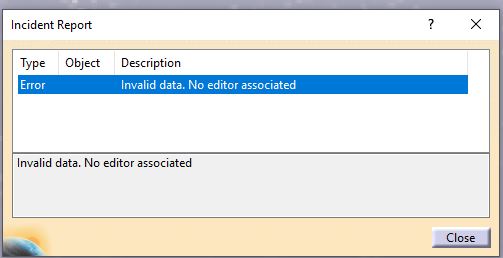 Incident Report
? ×
Type Object Description
Error Invalid data. No editor associated
Invalid data. No editor associated
Close